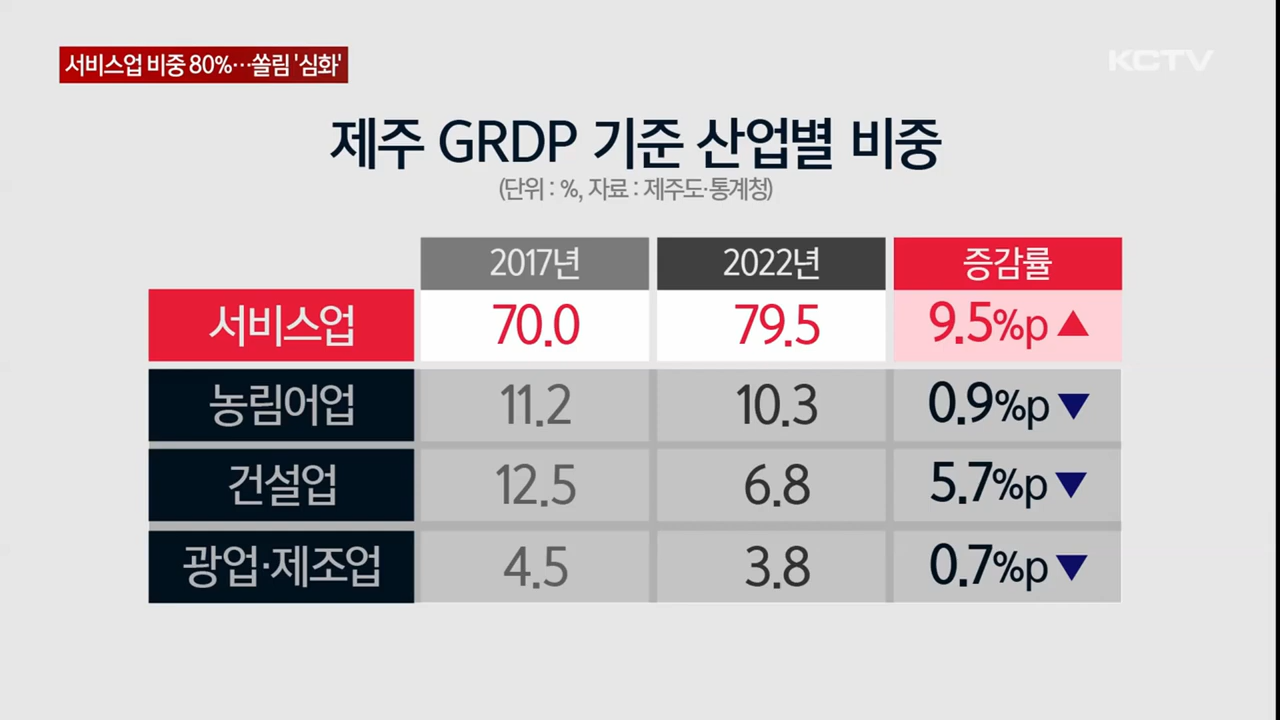 서비스업 비중 80%…쏠림 '심화'
KCTV
제주 GRDP 기준 산업별 비중
(단위 : %, 자료 : 제주도·통계청)
2017년 2022년 증감률
서비스업 70.0 79.5 9.5%p ▲
농림어업 11.2 10.3 0.9%p ▼
건설업 12.5 6.8 5.7%p ▼
광업·제조업 4.5 3.8 0.7%p ▼